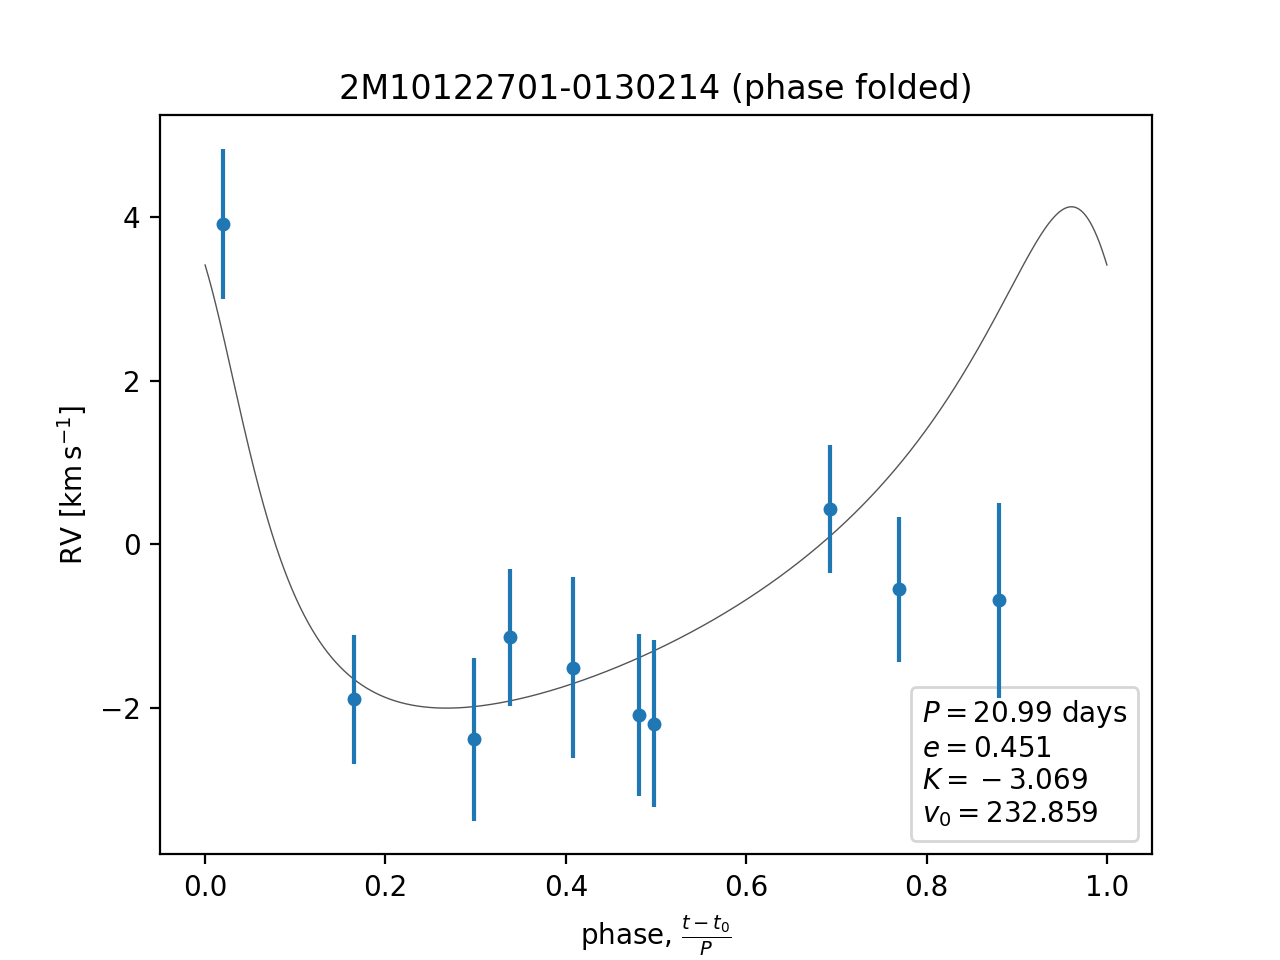 2M10122701-0130214 (phase folded)
RV [km s⁻¹]
4
2
0
−2
0.0 0.2 0.4 0.6 0.8 1.0
phase, (t − t₀)/P
P = 20.99 days
e = 0.451
K = −3.069
v₀ = 232.859